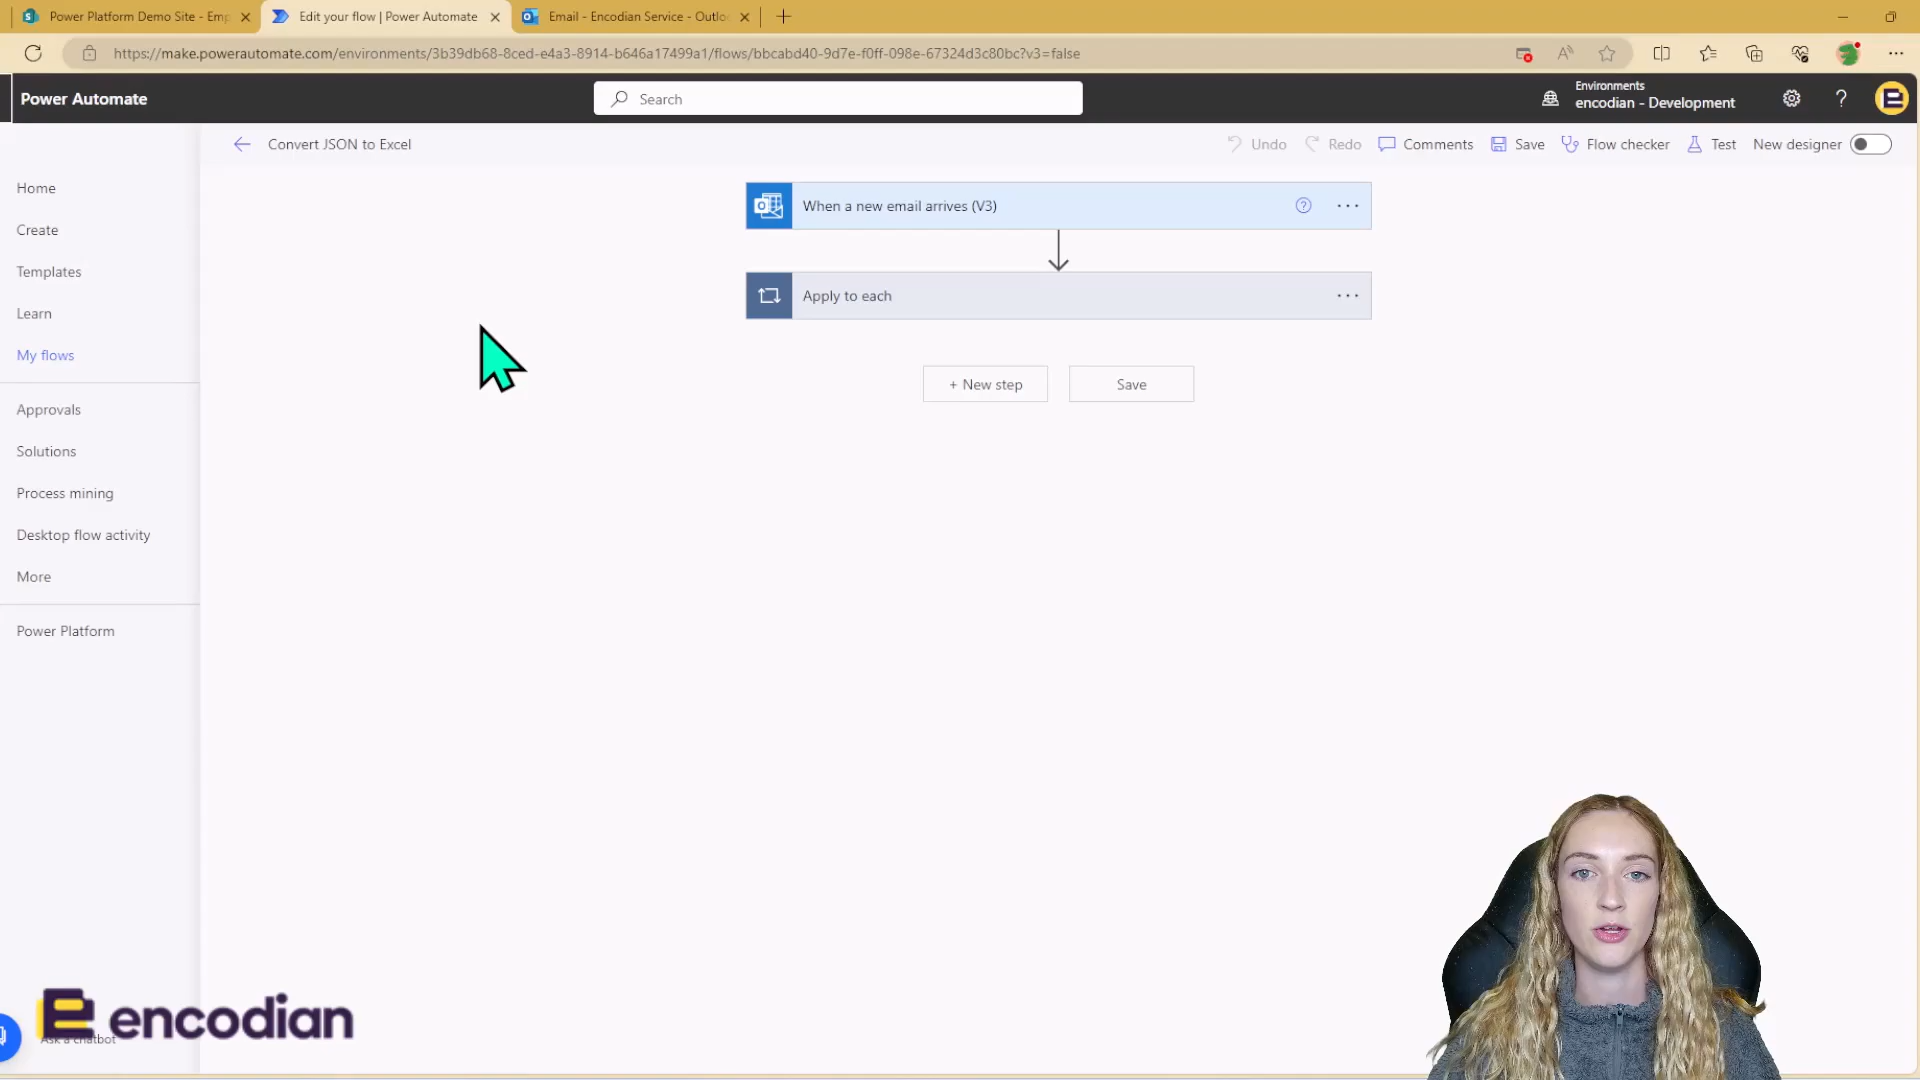 Power Platform Demo Site - Emp
Edit your flow | Power Automate
Email - Encodian Service - Outlo
https://make.powerautomate.com/environments/3b39db68-8ced-e4a3-8914-b646a17499a1/flows/bbcabd40-9d7e-f0ff-098e-67324d3c80bc?v3=false
Power Automate
Search
Environments
encodian - Development
Convert JSON to Excel
Undo
Redo
Comments
Save
Flow checker
Test
New designer
Home
Create
Templates
Learn
My flows
Approvals
Solutions
Process mining
Desktop flow activity
More
Power Platform
When a new email arrives (V3)
Apply to each
+ New step
Save
encodian
Ask a chatbot